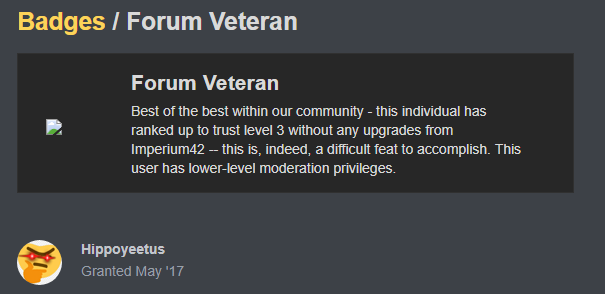 Badges / Forum Veteran
Forum Veteran
Best of the best within our community - this individual has
ranked up to trust level 3 without any upgrades from
Imperium42 -- this is, indeed, a difficult feat to accomplish. This
user has lower-level moderation privileges.
Hippoyeetus
Granted May '17